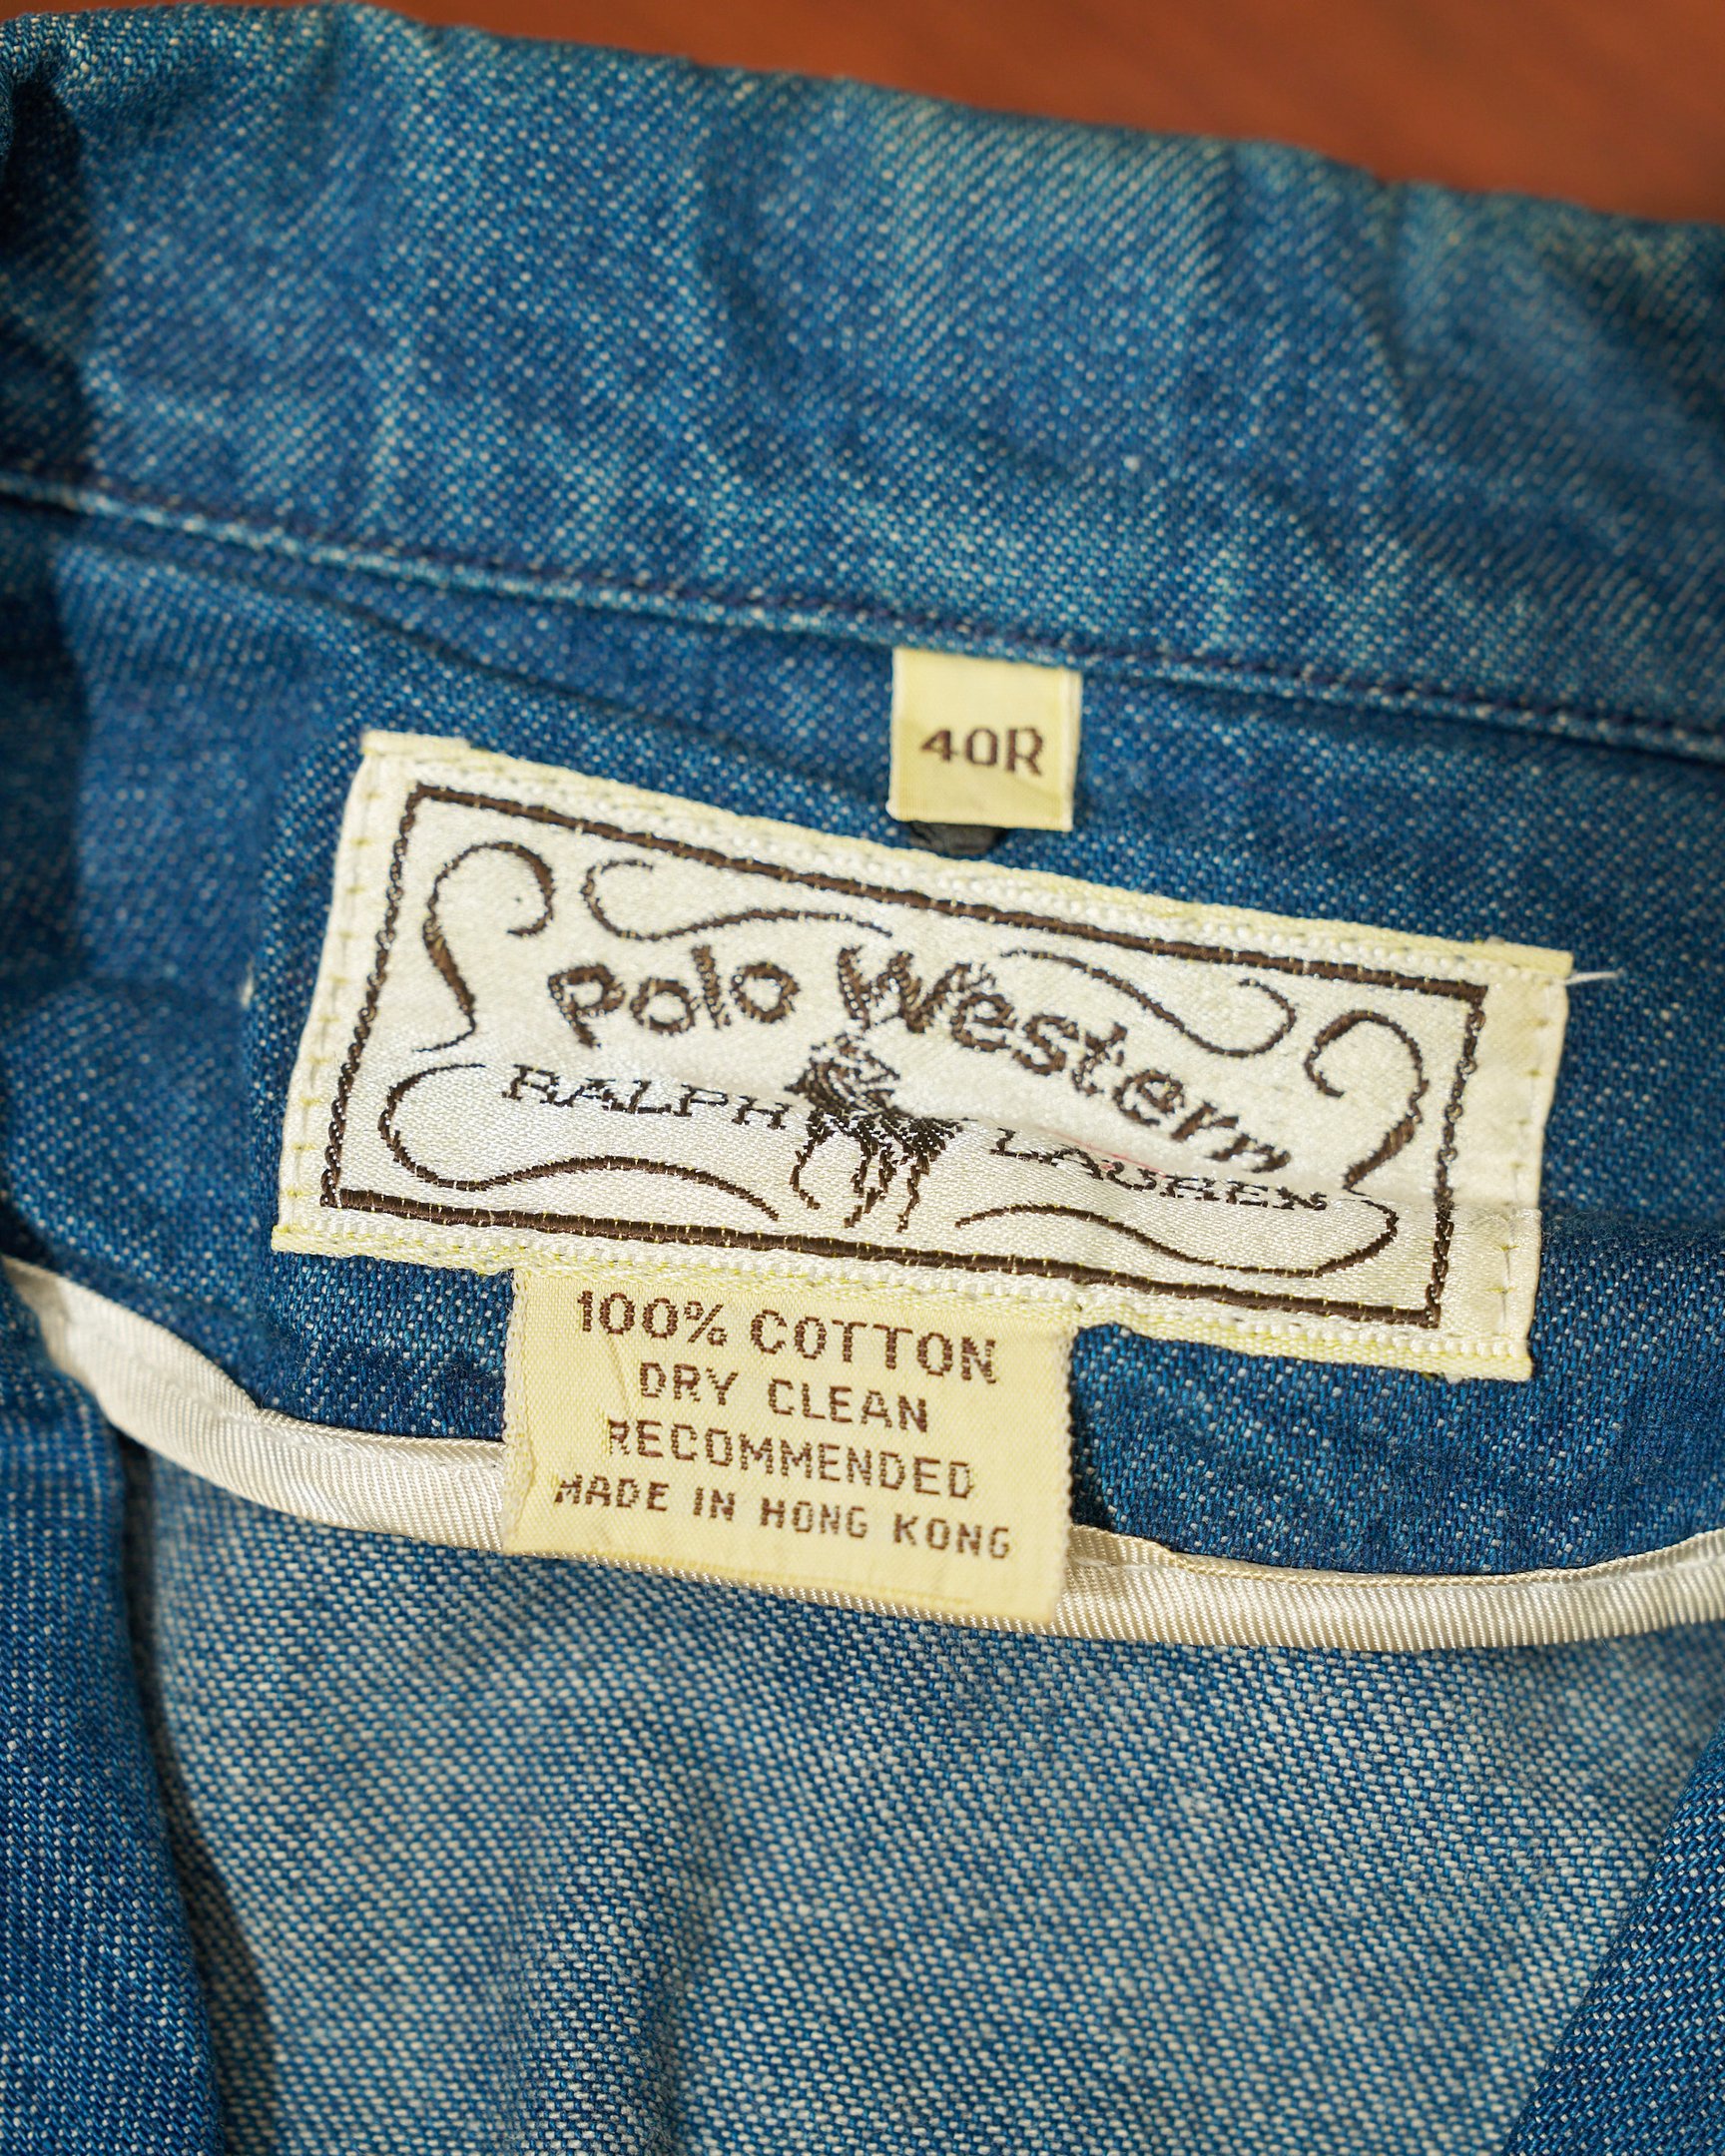 40R
Polo Western
RALPH LAUREN
100% COTTON
DRY CLEAN
RECOMMENDED
MADE IN HONG KONG